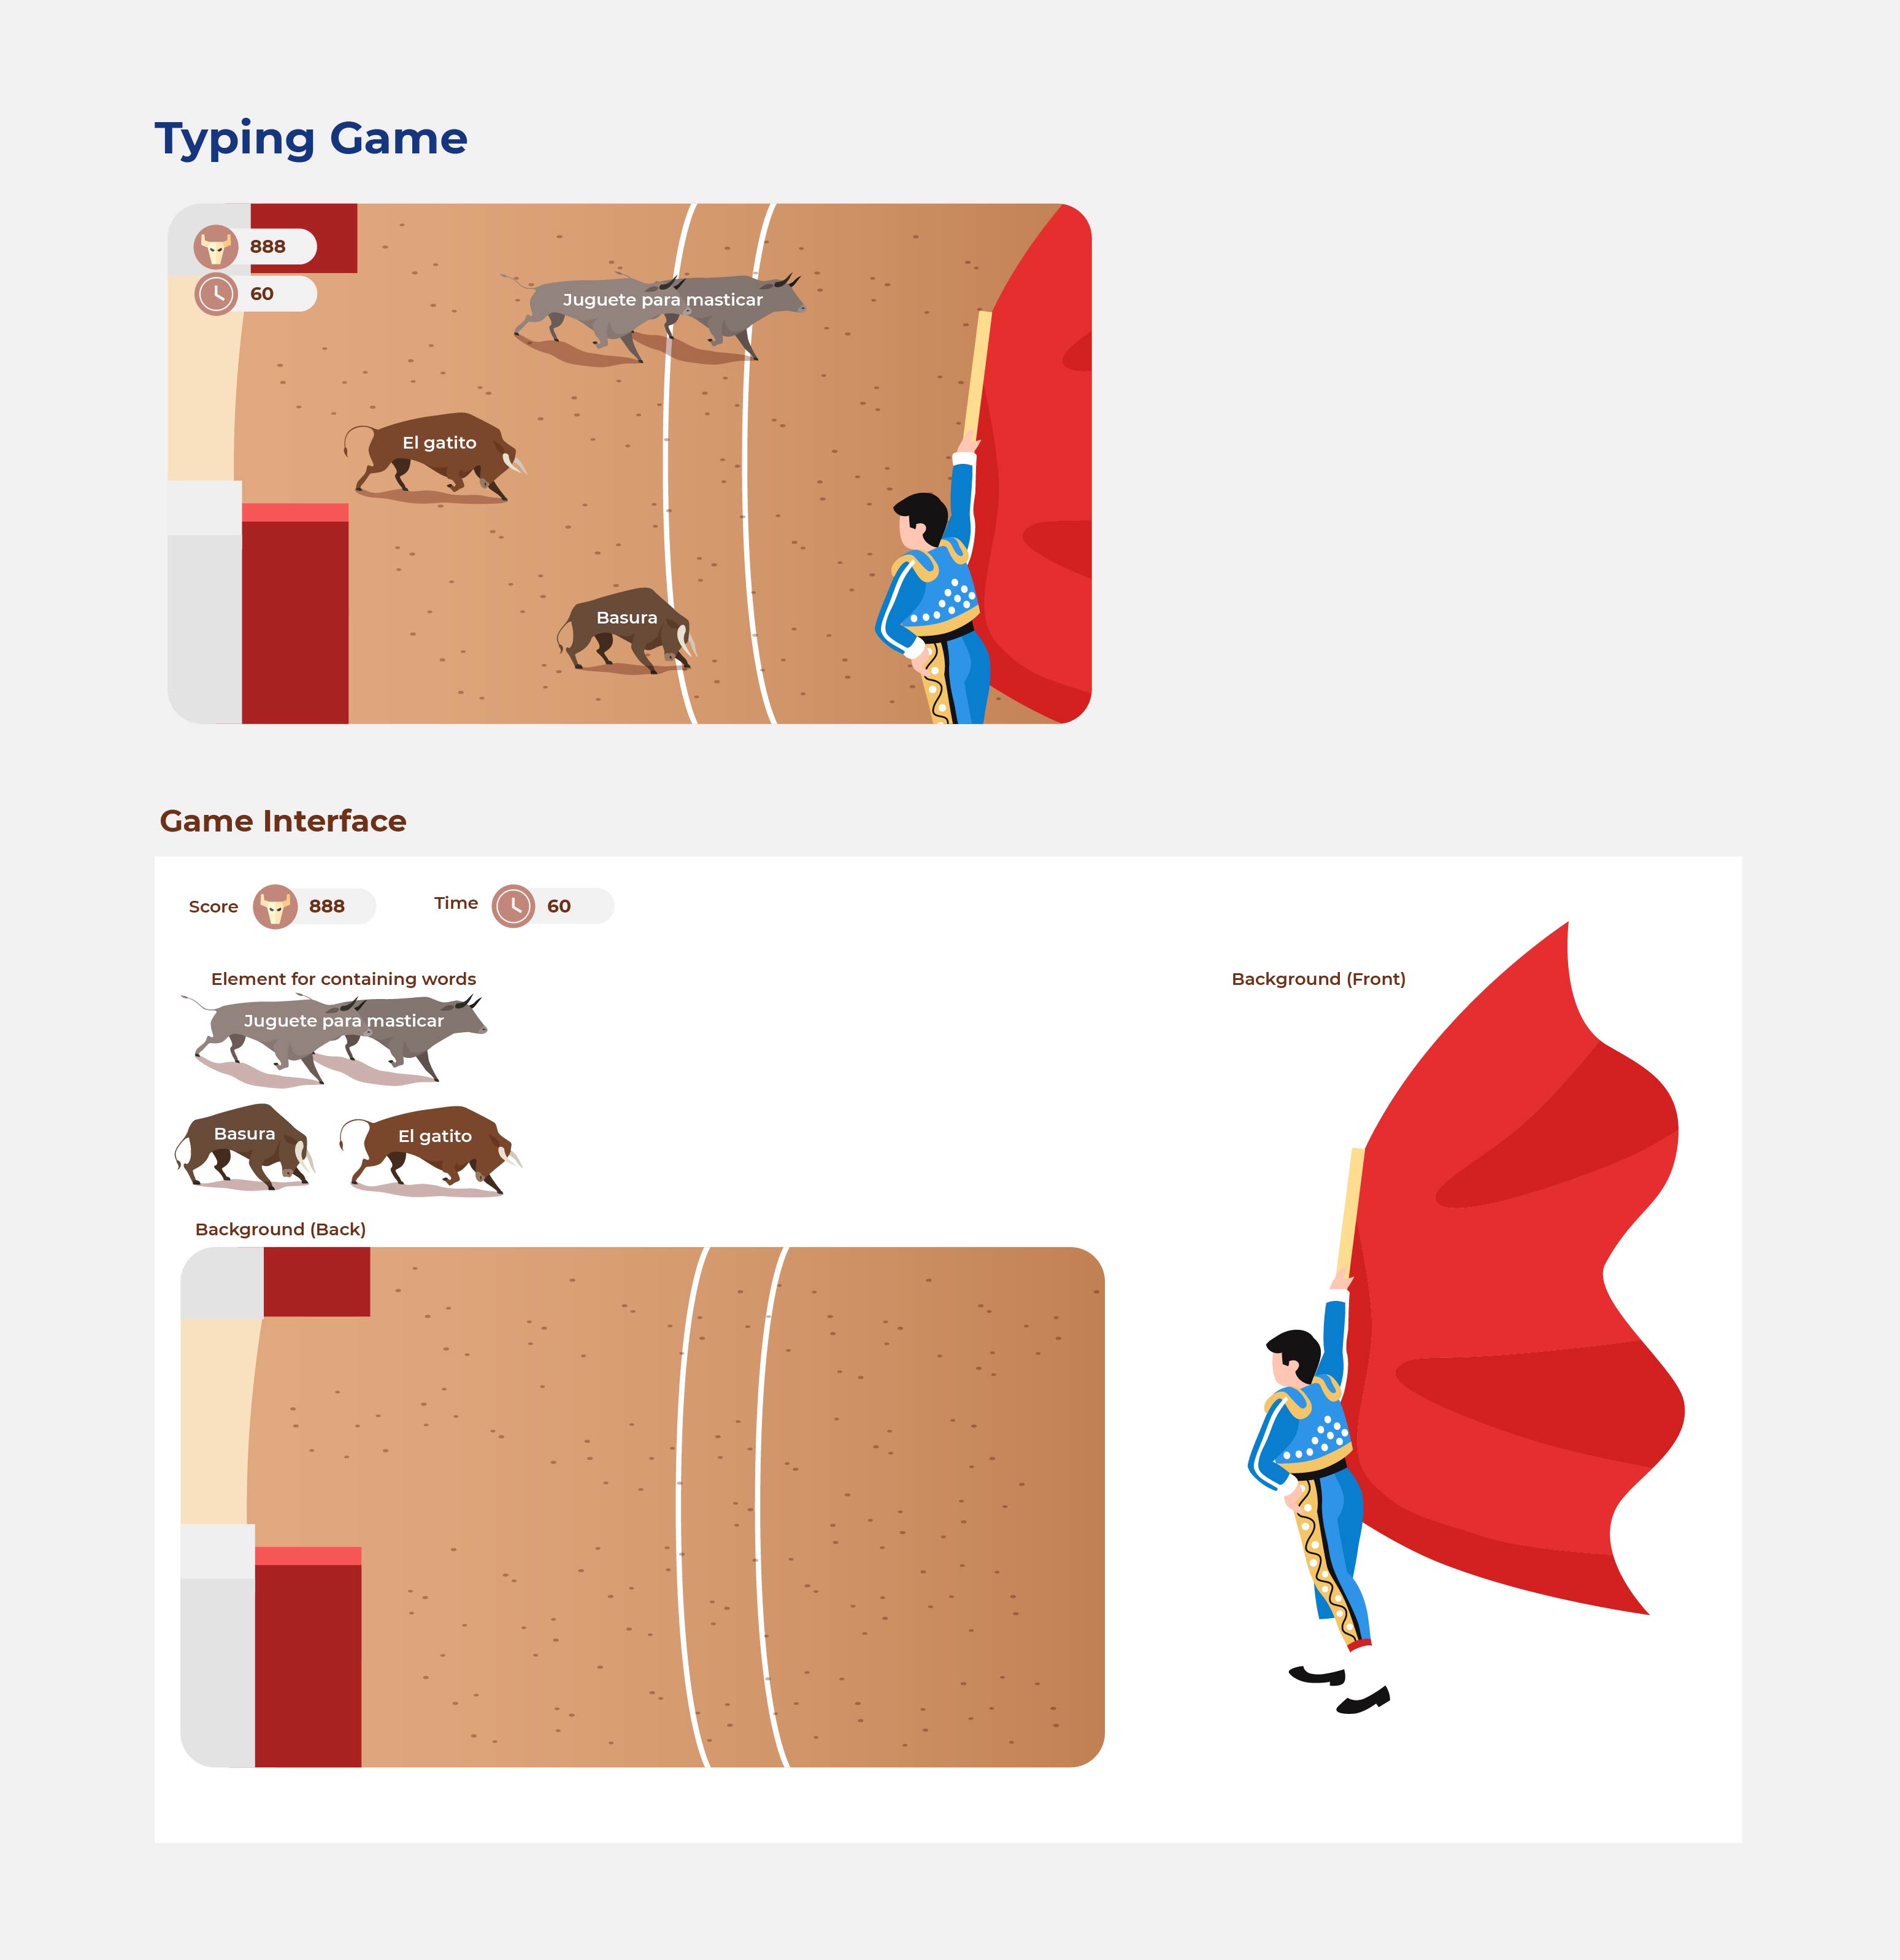 Typing Game
888
60
Juguete para masticar
El gatito
Basura
Game Interface
Score
888
Time
60
Element for containing words
Background (Front)
Juguete para masticar
Basura
El gatito
Background (Back)